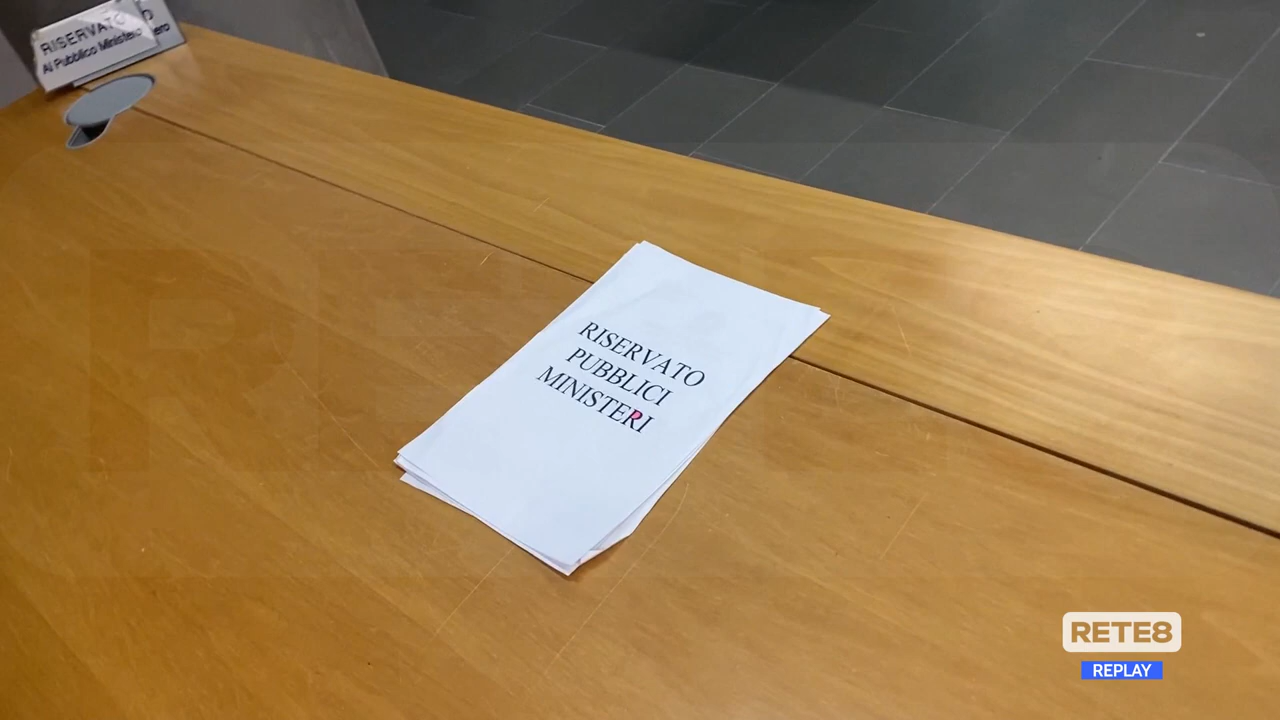 RISERVATO
Al Pubblico Ministero
RISERVATO
PUBBLICI
MINISTERI
RETE8
REPLAY